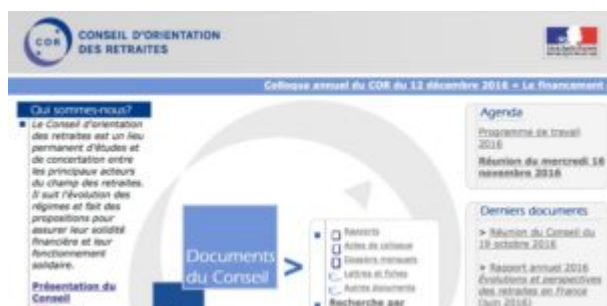 COR
CONSEIL D'ORIENTATION
DES RETRAITES
Colloque annuel du COR du 12 décembre 2016 « Le financement
Qui sommes-nous?
Le Conseil d'orientation
des retraites est un lieu
permanent d'études et
de concertation entre
les principaux acteurs
du champ des retraites.
Il suit l'évolution des
régimes et fait des
propositions pour
assurer leur solidité
financière et leur
fonctionnement
solidaire.
Présentation du
Conseil
Documents
du Conseil
>
Rapports
Actes de colloque
Dossiers mensuels
Lettres et fiches
Autres documents
Recherche par
Agenda
Programme de travail
2016
Réunion du mercredi 16
novembre 2016
Derniers documents
> Réunion du Conseil du
19 octobre 2016
> Rapport annuel 2016
Évolutions et perspectives
des retraites en France
(juin 2016)